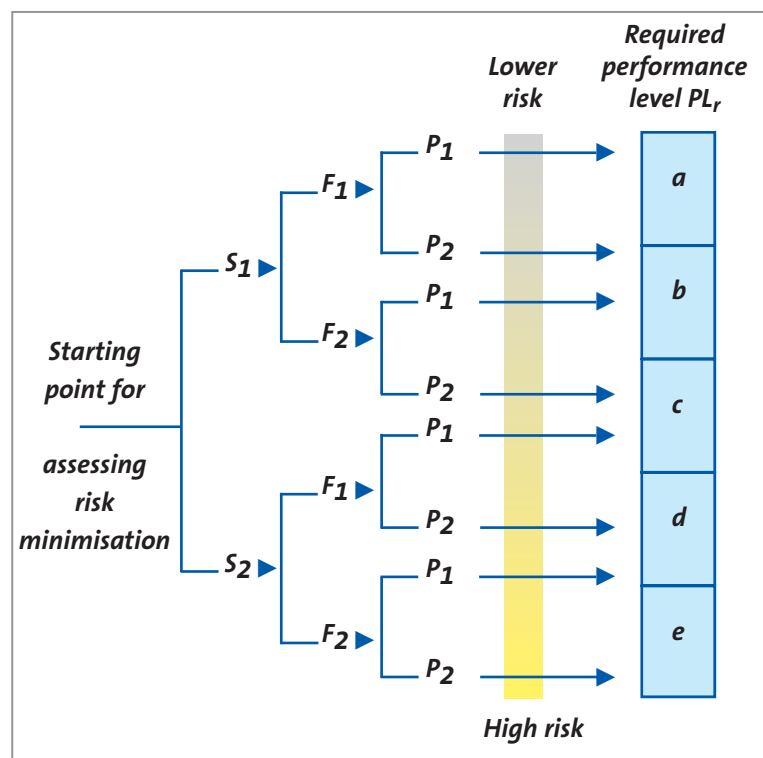 Lower
risk
Required
performance
level PLr
P1
a
F1
P2
S1
b
P1
F2
Starting
point for
P2
c
P1
assessing
risk
minimisation
F1
P2
d
S2
P1
F2
e
P2
High risk